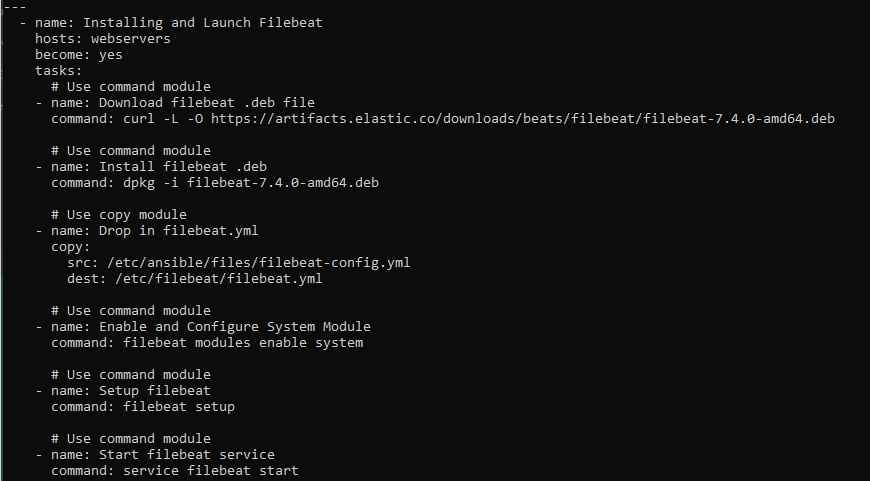 ---
  - name: Installing and Launch Filebeat
    hosts: webservers
    become: yes
    tasks:
      # Use command module
    - name: Download filebeat .deb file
      command: curl -L -O https://artifacts.elastic.co/downloads/beats/filebeat/filebeat-7.4.0-amd64.deb

      # Use command module
    - name: Install filebeat .deb
      command: dpkg -i filebeat-7.4.0-amd64.deb

      # Use copy module
    - name: Drop in filebeat.yml
      copy:
        src: /etc/ansible/files/filebeat-config.yml
        dest: /etc/filebeat/filebeat.yml

      # Use command module
    - name: Enable and Configure System Module
      command: filebeat modules enable system

      # Use command module
    - name: Setup filebeat
      command: filebeat setup

      # Use command module
    - name: Start filebeat service
      command: service filebeat start